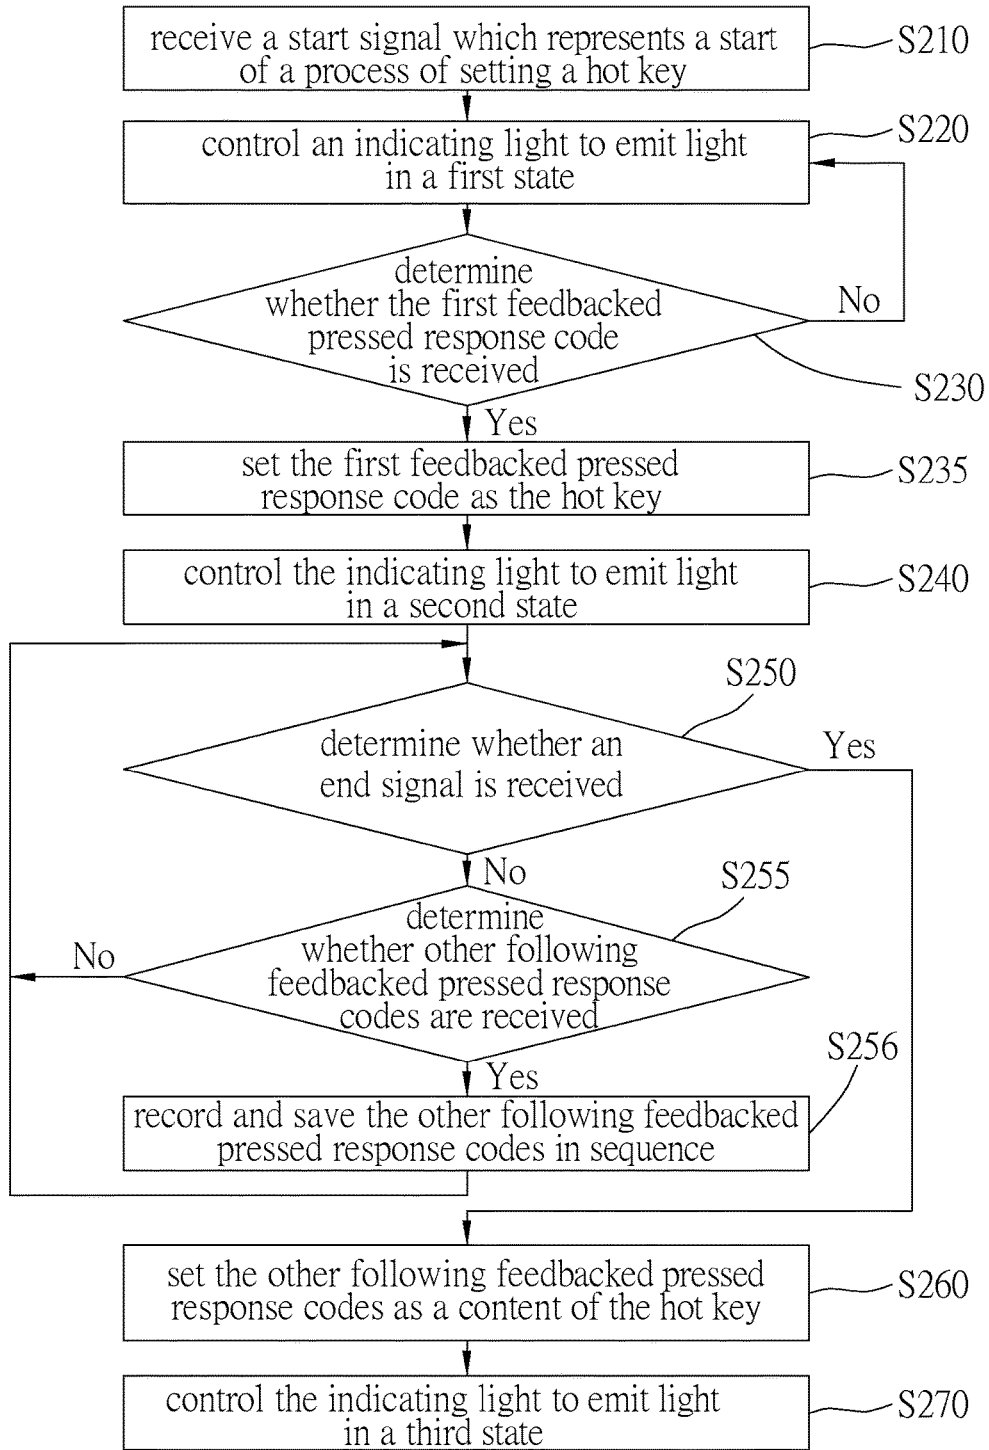 receive a start signal which represents a start
of a process of setting a hot key
S210
control an indicating light to emit light
in a first state
S220
determine
whether the first feedbacked
pressed response code
is received
No
S230
Yes
set the first feedbacked pressed
response code as the hot key
S235
control the indicating light to emit light
in a second state
S240
S250
determine whether an
end signal is received
Yes
No
S255
determine
whether other following
feedbacked pressed response
codes are received
No
Yes
S256
record and save the other following feedbacked
pressed response codes in sequence
set the other following feedbacked pressed
response codes as a content of the hot key
S260
control the indicating light to emit light
in a third state
S270